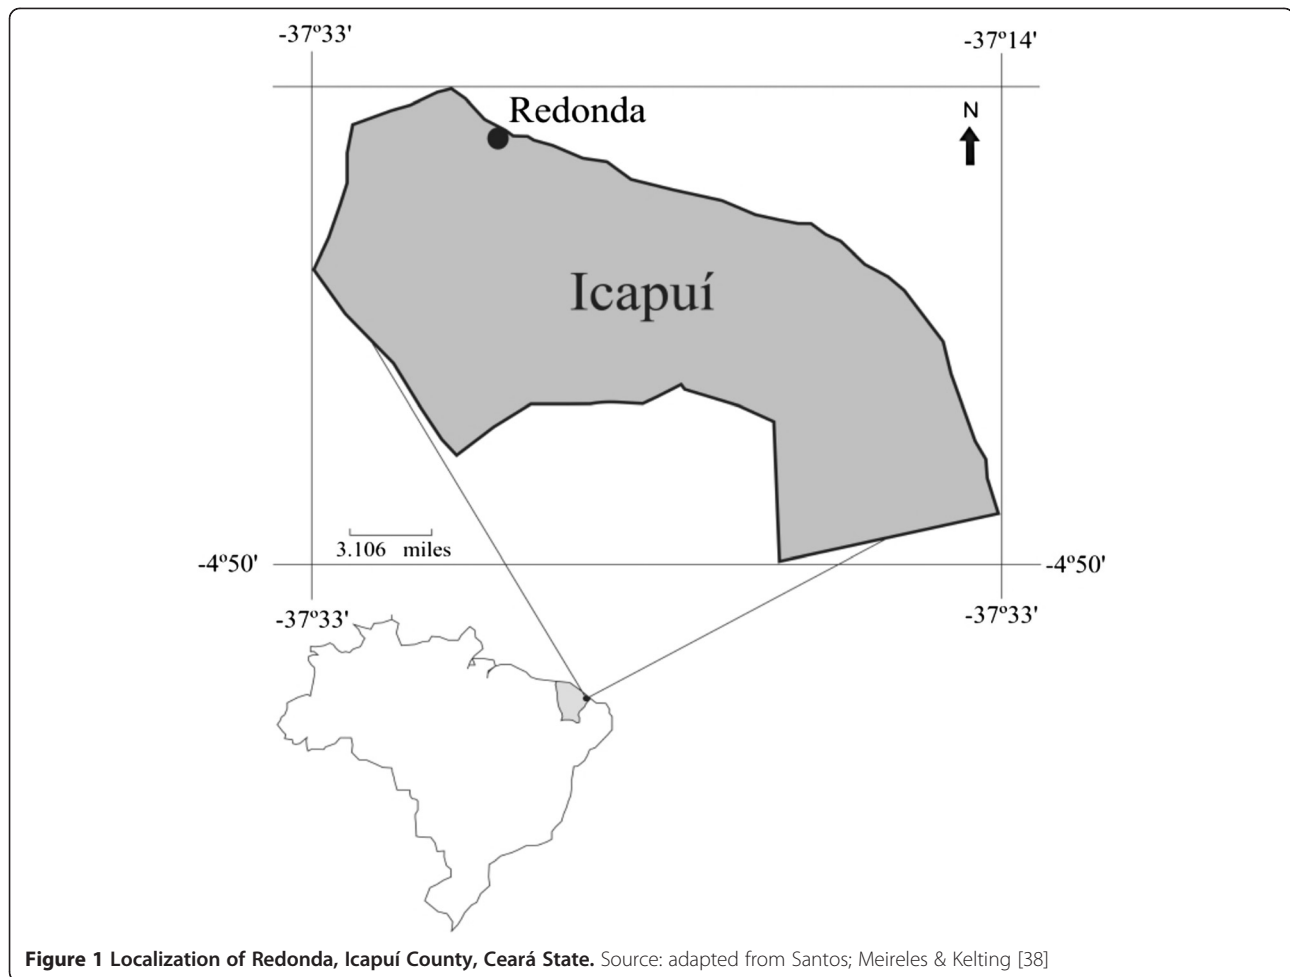 -37º33'
-37º14'
Redonda
N
Icapuí
3.106 miles
-4º50'
-4º50'
-37º33'
-37º33'
Figure 1 Localization of Redonda, Icapuí County, Ceará State. Source: adapted from Santos; Meireles & Kelting [38]